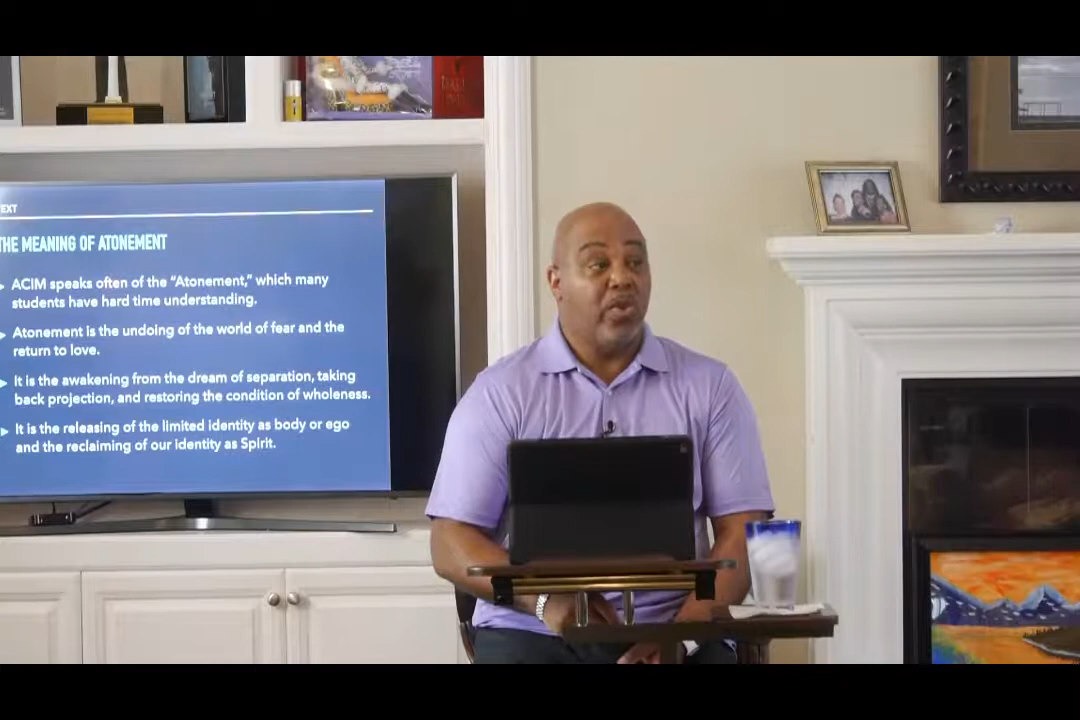 THE MEANING OF ATONEMENT
ACIM speaks often of the “Atonement,” which many
students have hard time understanding.
Atonement is the undoing of the world of fear and the
return to love.
It is the awakening from the dream of separation, taking
back projection, and restoring the condition of wholeness.
It is the releasing of the limited identity as body or ego
and the reclaiming of our identity as Spirit.